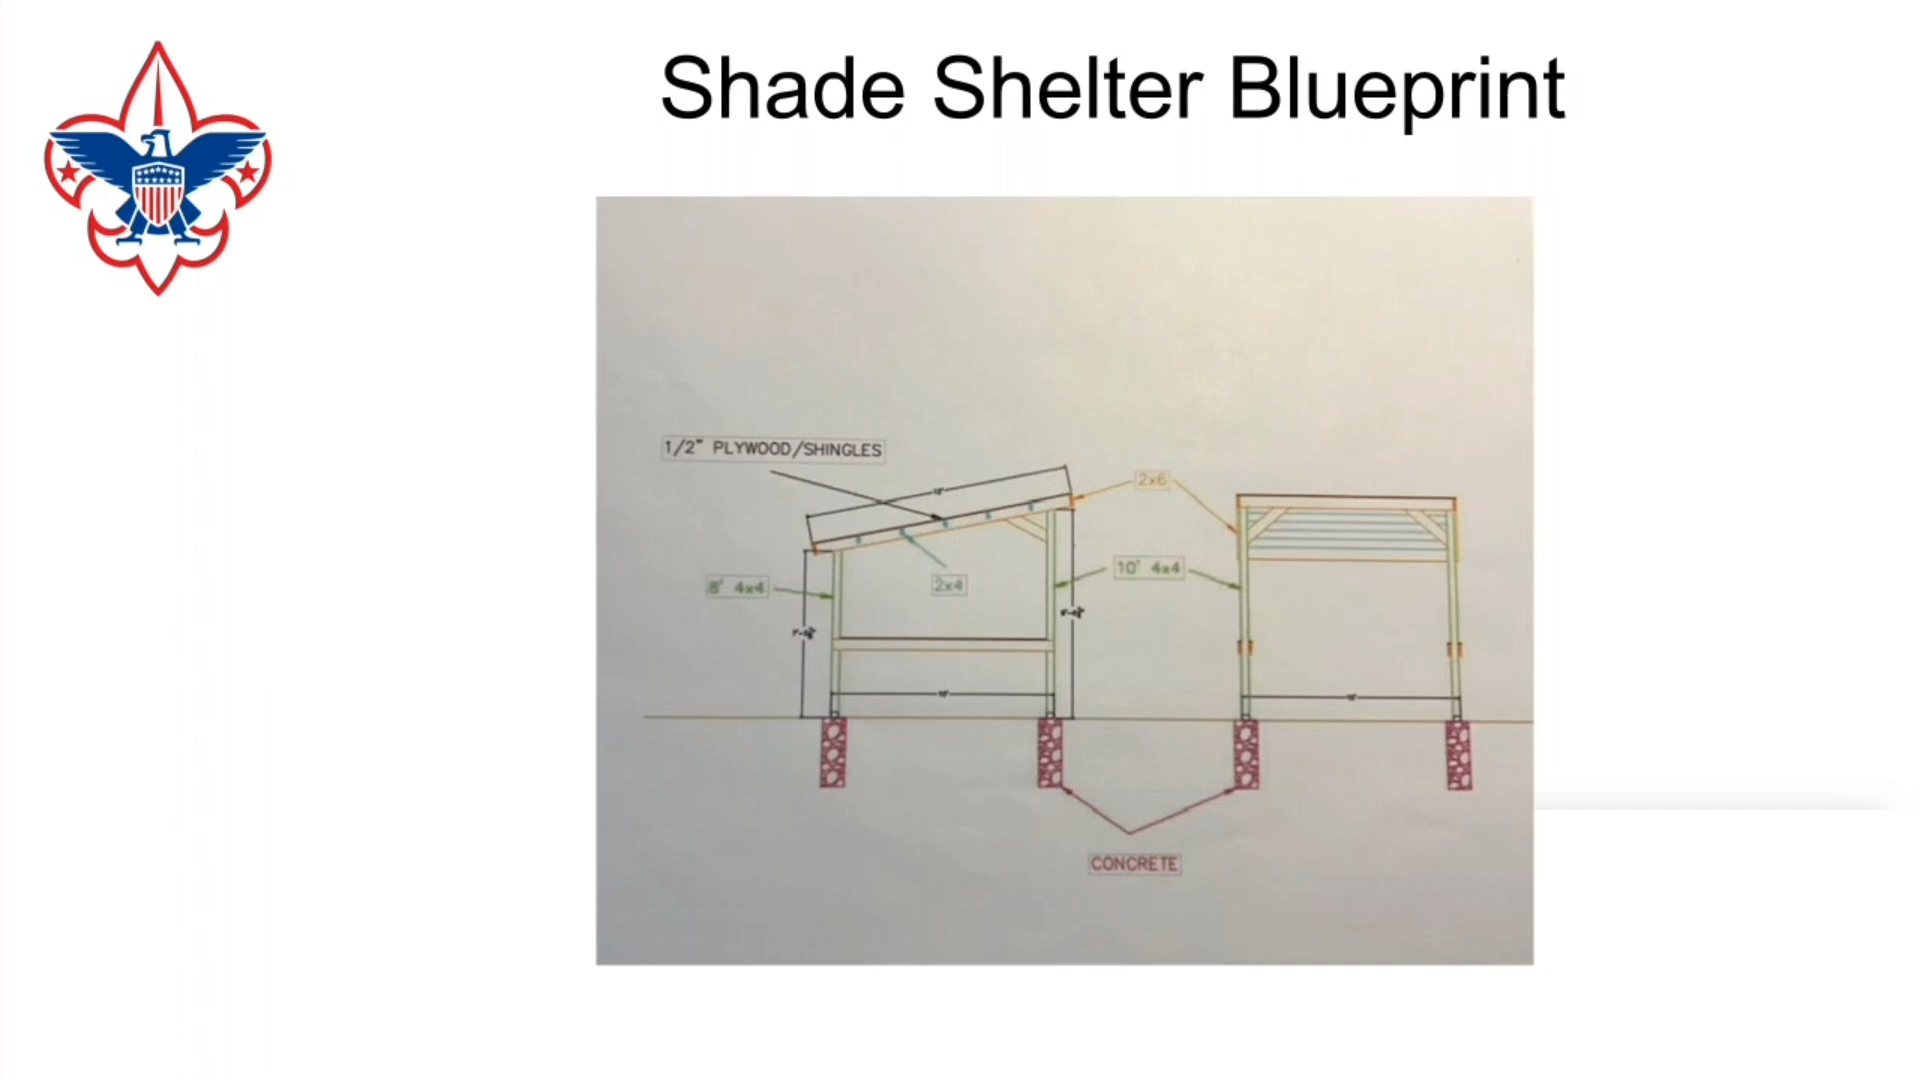 Shade Shelter Blueprint
1/2" PLYWOOD/SHINGLES
2x6
8' 4x4
2x4
10' 4x4
CONCRETE